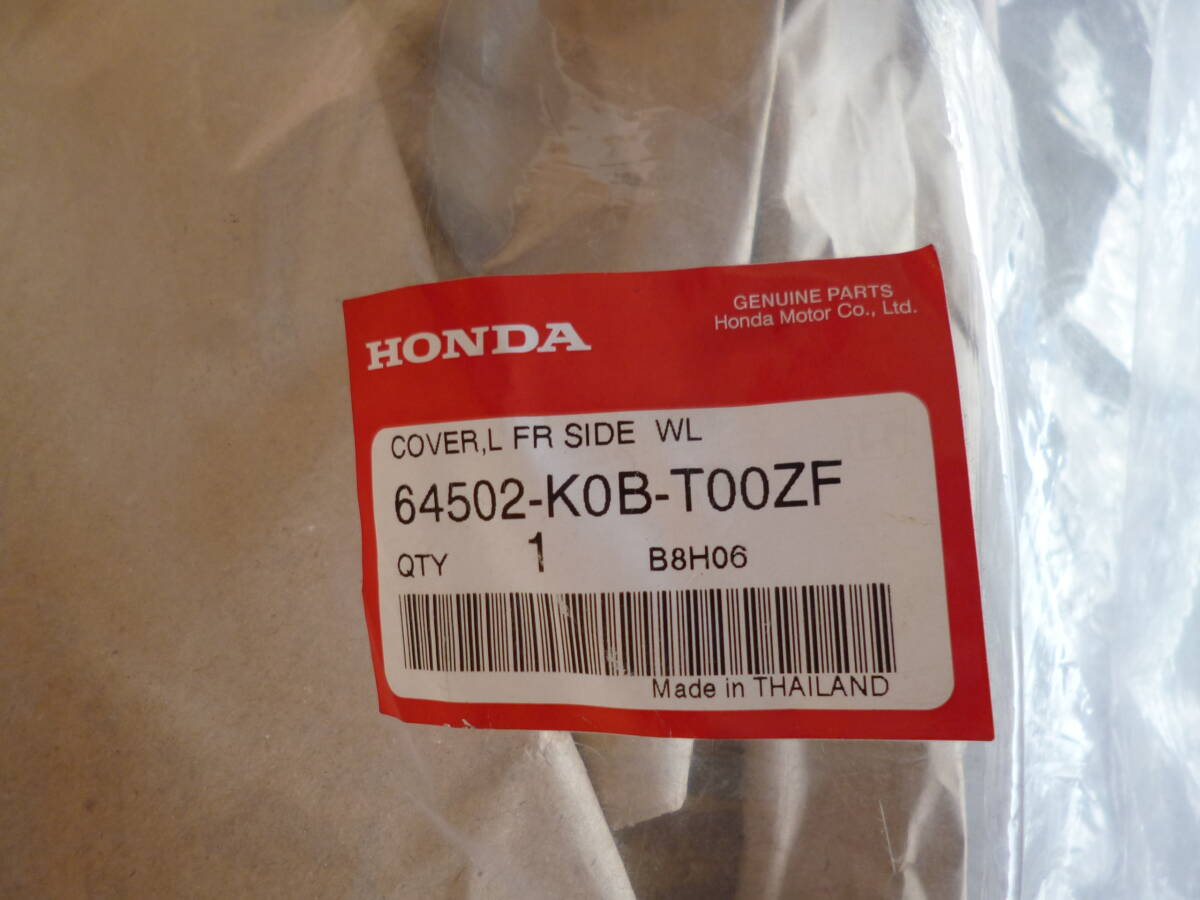 HONDA
GENUINE PARTS
Honda Motor Co., Ltd.
COVER,L FR SIDE WL
64502-K0B-T00ZF
QTY 1 B8H06
Made in THAILAND